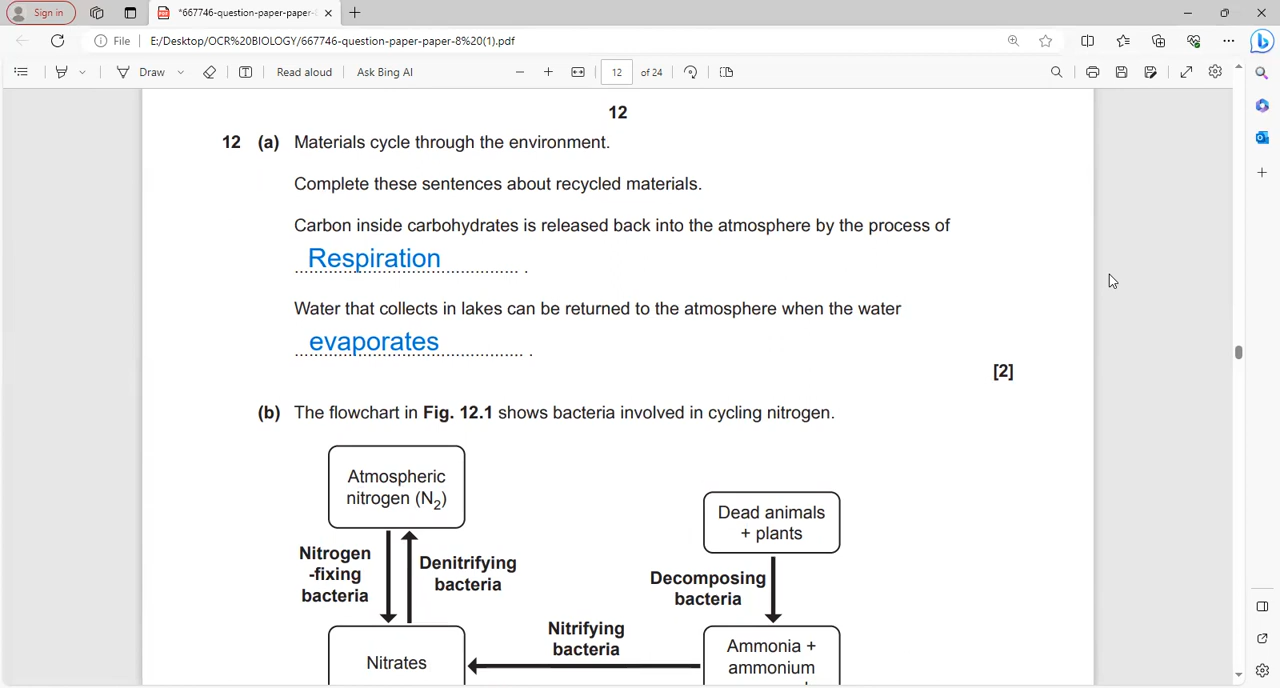 Sign in
*667746-question-paper-paper-
File
E:/Desktop/OCR%20BIOLOGY/667746-question-paper-paper-8%20(1).pdf
Draw
Read aloud
Ask Bing AI
12
of 24
12
12 (a) Materials cycle through the environment.
Complete these sentences about recycled materials.
Carbon inside carbohydrates is released back into the atmosphere by the process of
Respiration .
Water that collects in lakes can be returned to the atmosphere when the water
evaporates .
[2]
(b) The flowchart in Fig. 12.1 shows bacteria involved in cycling nitrogen.
Atmospheric
nitrogen (N₂)
Dead animals
+ plants
Nitrogen
-fixing
bacteria
Denitrifying
bacteria
Decomposing
bacteria
Nitrifying
bacteria
Nitrates
Ammonia +
ammonium